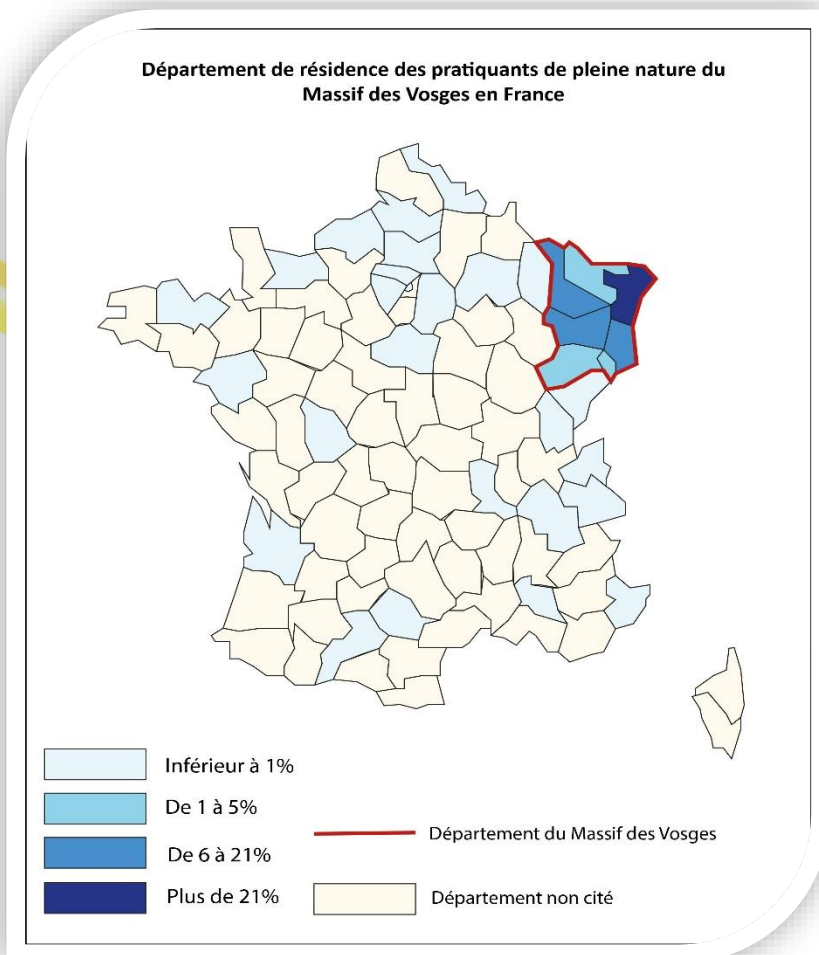 Département de résidence des pratiquants de pleine nature du
Massif des Vosges en France
Inférieur à 1%
De 1 à 5%
De 6 à 21%
Plus de 21%
Département du Massif des Vosges
Département non cité